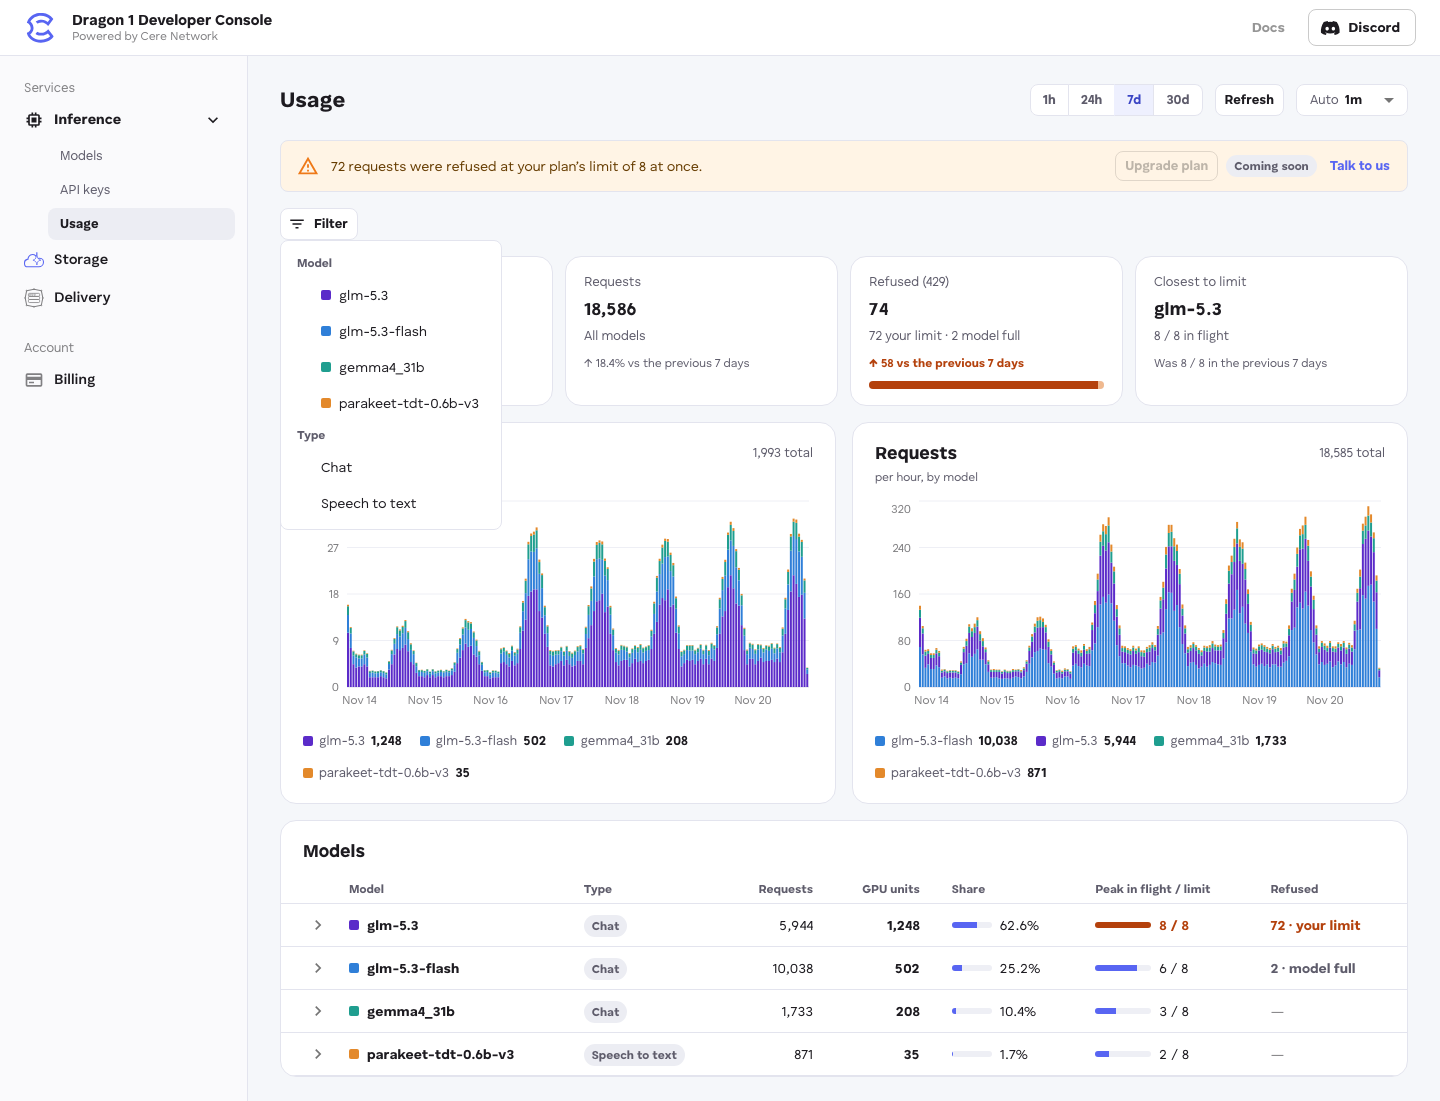 Dragon 1 Developer Console
Powered by Cere Network
Docs
Discord
Services
Inference
Models
API keys
Usage
Storage
Delivery
Account
Billing
Usage
1h 24h 7d 30d
Refresh
Auto 1m
72 requests were refused at your plan’s limit of 8 at once.
Upgrade plan
Coming soon
Talk to us
Filter
Model
glm-5.3
glm-5.3-flash
gemma4_31b
parakeet-tdt-0.6b-v3
Type
Chat
Speech to text
Requests
18,586
All models
↑ 18.4% vs the previous 7 days
Refused (429)
74
72 your limit · 2 model full
↑ 58 vs the previous 7 days
Closest to limit
glm-5.3
8 / 8 in flight
Was 8 / 8 in the previous 7 days
1,993 total
27
18
9
0
Nov 14 Nov 15 Nov 16 Nov 17 Nov 18 Nov 19 Nov 20
glm-5.3 1,248 glm-5.3-flash 502 gemma4_31b 208
parakeet-tdt-0.6b-v3 35
Requests
18,585 total
per hour, by model
320
240
160
80
0
Nov 14 Nov 15 Nov 16 Nov 17 Nov 18 Nov 19 Nov 20
glm-5.3-flash 10,038 glm-5.3 5,944 gemma4_31b 1,733
parakeet-tdt-0.6b-v3 871
Models
Model Type Requests GPU units Share Peak in flight / limit Refused
glm-5.3 Chat 5,944 1,248 62.6% 8 / 8 72 · your limit
glm-5.3-flash Chat 10,038 502 25.2% 6 / 8 2 · model full
gemma4_31b Chat 1,733 208 10.4% 3 / 8 —
parakeet-tdt-0.6b-v3 Speech to text 871 35 1.7% 2 / 8 —